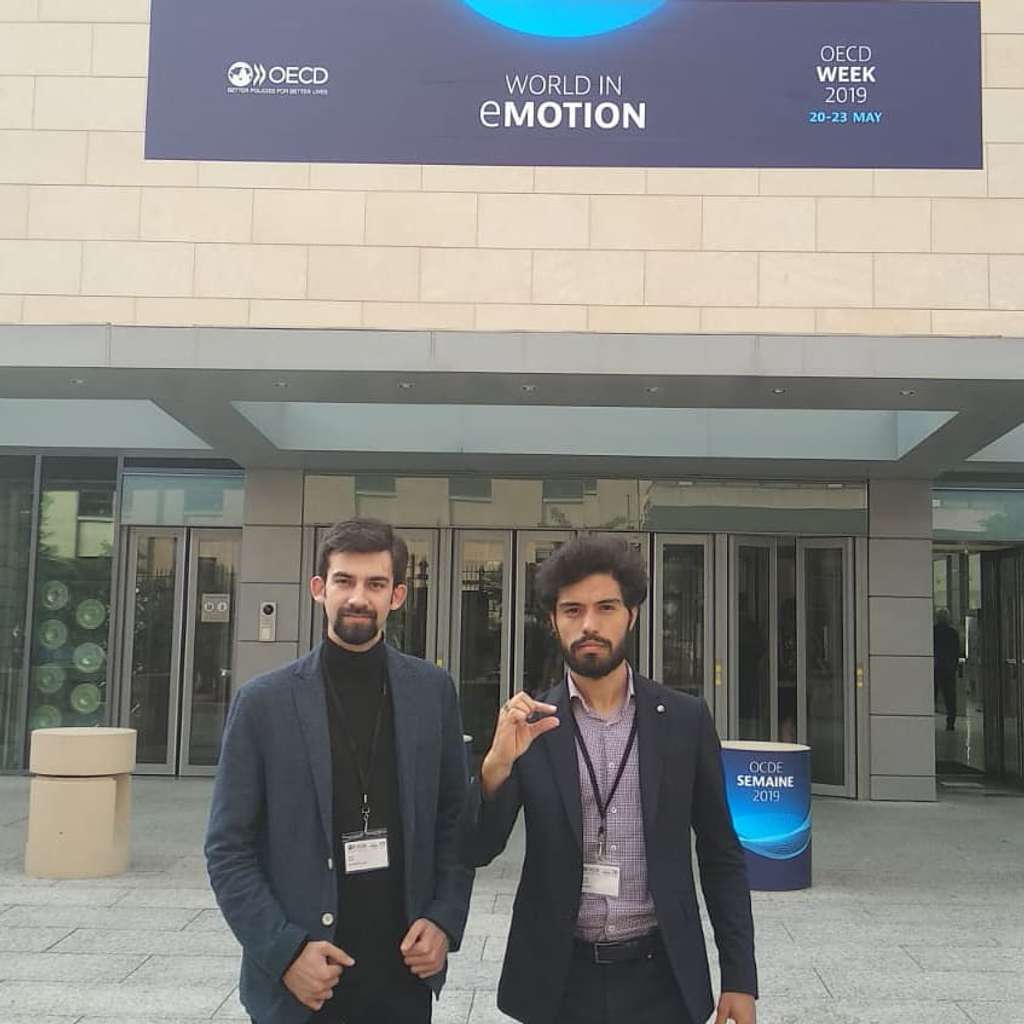 OECD
BETTER POLICIES FOR BETTER LIVES
WORLD IN
eMOTION
OECD
WEEK
2019
20-23 MAY
OCDE
SEMAINE
2019